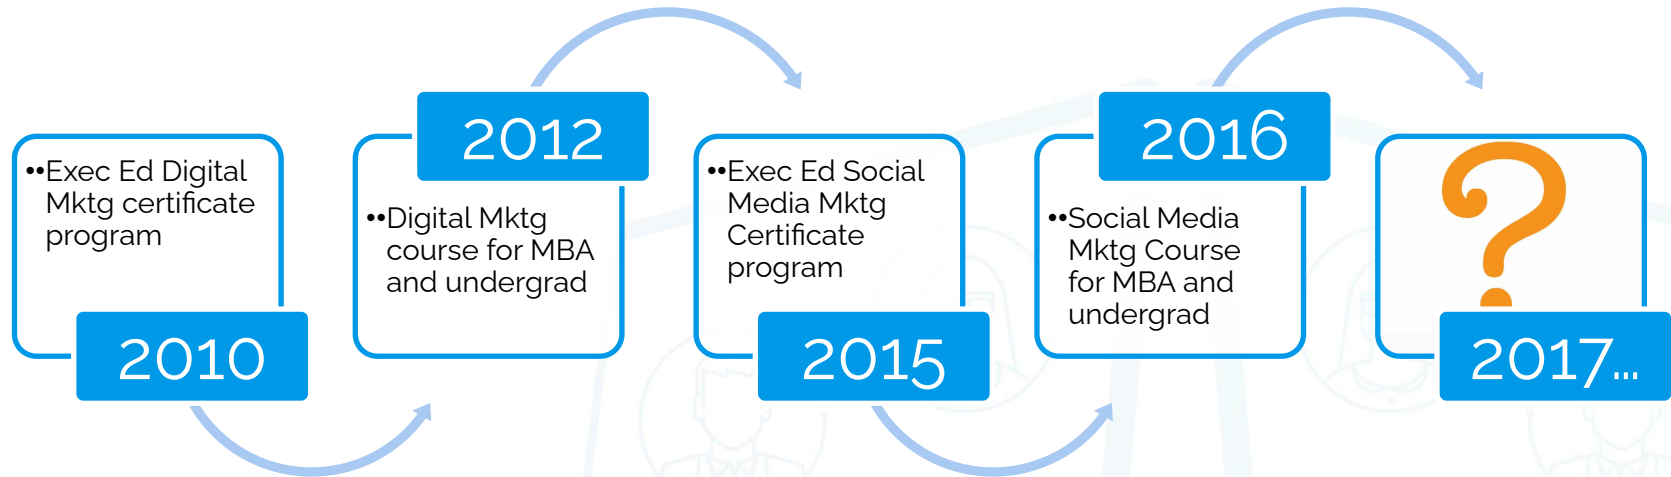 ••Exec Ed Digital
Mktg certificate
program
2010
2012
••Digital Mktg
course for MBA
and undergrad
••Exec Ed Social
Media Mktg
Certificate
program
2015
2016
••Social Media
Mktg Course
for MBA and
undergrad
?
2017...